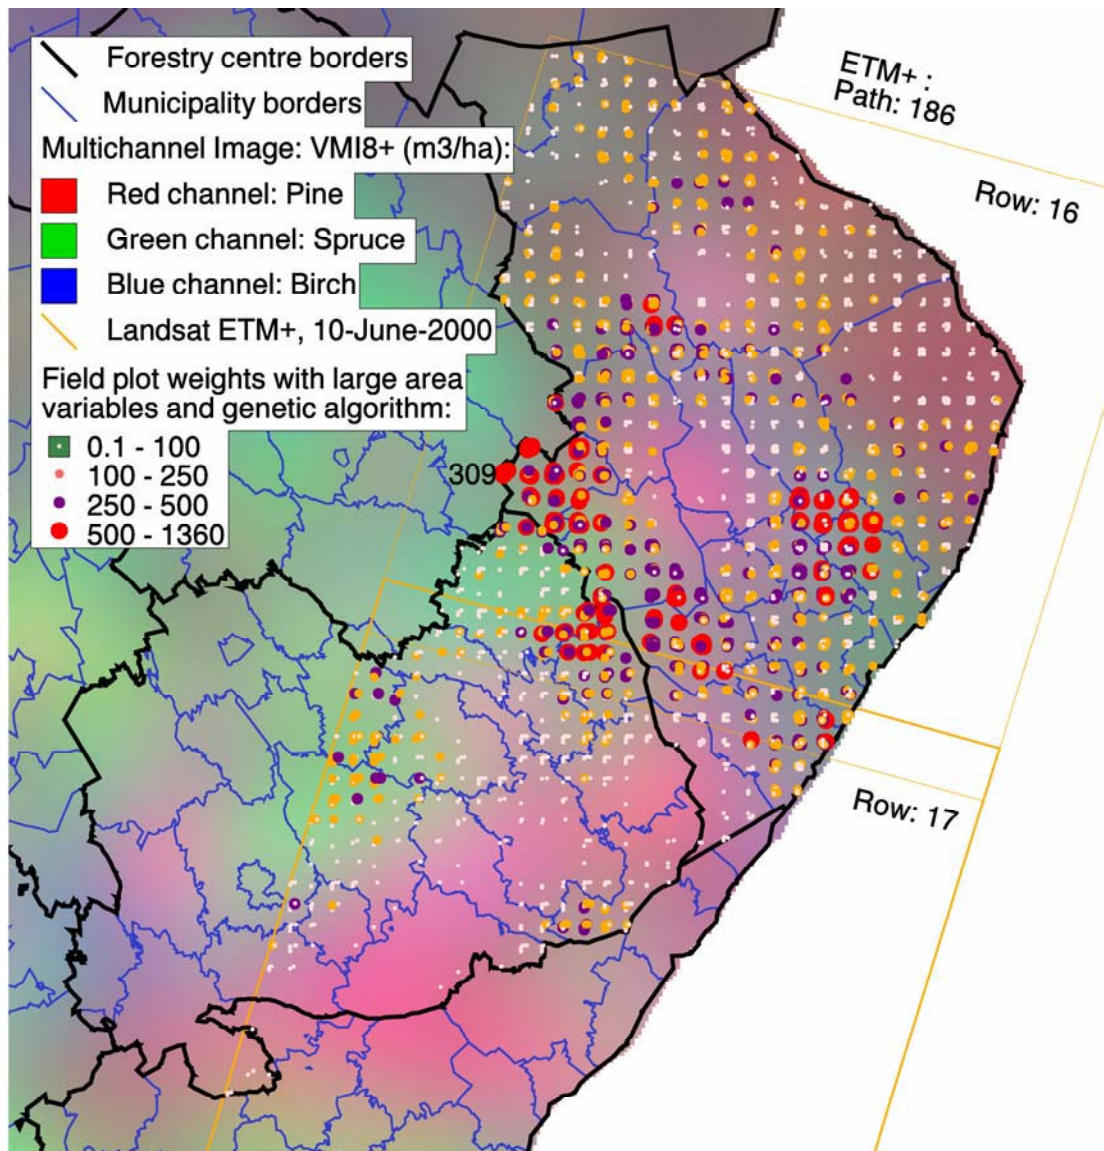 Forestry centre borders
Municipality borders
Multichannel Image: VMI8+ (m3/ha):
Red channel: Pine
Green channel: Spruce
Blue channel: Birch
Landsat ETM+, 10-June-2000
Field plot weights with large area
variables and genetic algorithm:
0.1 - 100
100 - 250
250 - 500
500 - 1360
309
ETM+ :
Path: 186
Row: 16
Row: 17